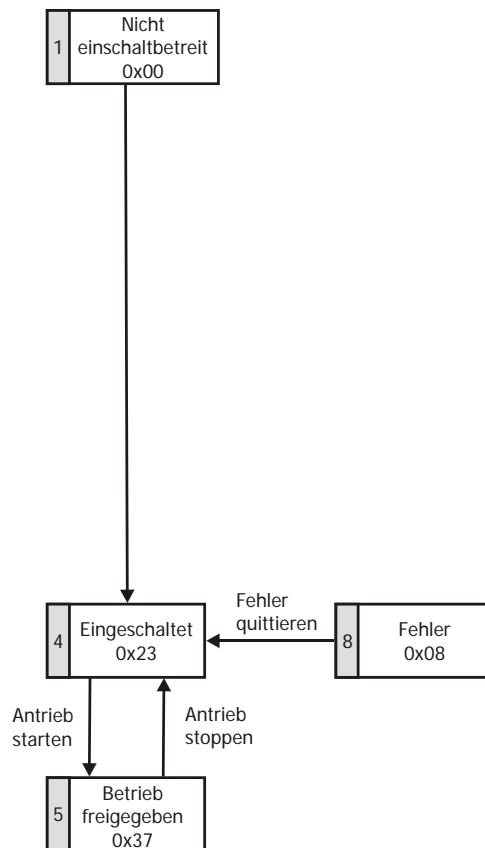 1
Nicht
einschaltbetreit
0x00
Fehler
quittieren
4
Eingeschaltet
0x23
8
Fehler
0x08
Antrieb
starten
Antrieb
stoppen
5
Betrieb
freigegeben
0x37